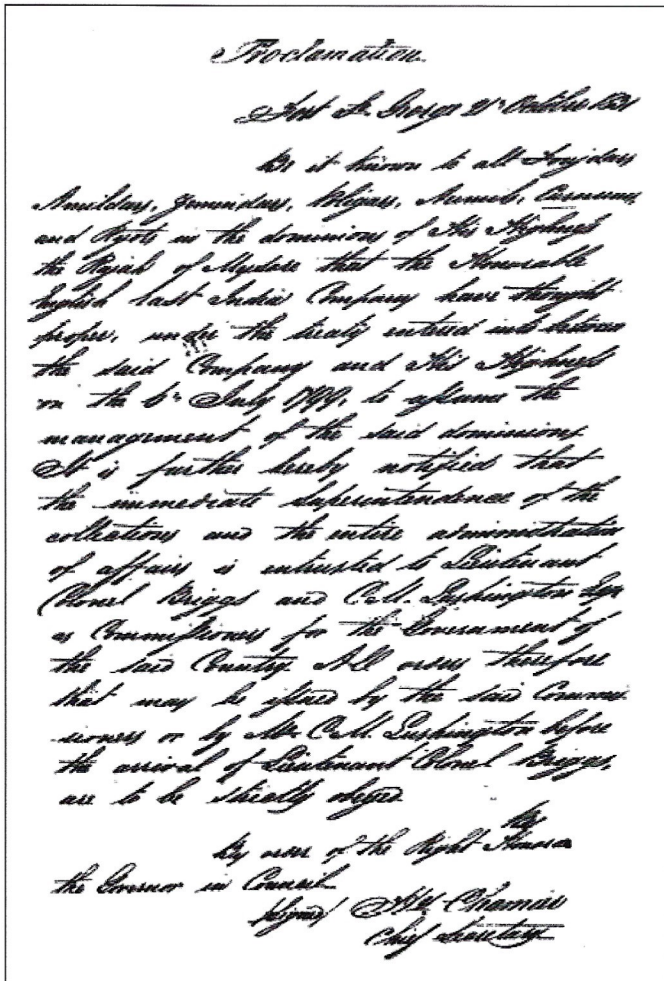 Proclamation
Fort St. George 21st October 1831
Be it known to all Foujdars
Amildars, Zemindars, Poligars, Munnib, Curnums,
and Ryots in the dominions of His Highness
the Rajah of Mysore that the Honorable
English East India Company have thought
proper, under the treaty entered into between
the said Company and His Highness
on the 6th July 1799, to assume the
management of the said dominions
It is further hereby notified that
the immediate superintendence of the
collections and the entire administration
of affairs is entrusted to Lieutenant
Colonel Briggs and C.M. Lushington Esqr
as Commissioners for the Government of
the said Country All orders therefore
that may be issued by the said Commis-
sioners or by Mr. C.M. Lushington before
the arrival of Lieutenant Colonel Briggs,
are to be strictly obeyed
By order of the Right Honora
the Governor in Council
Signed Chamier
Chief Secretary